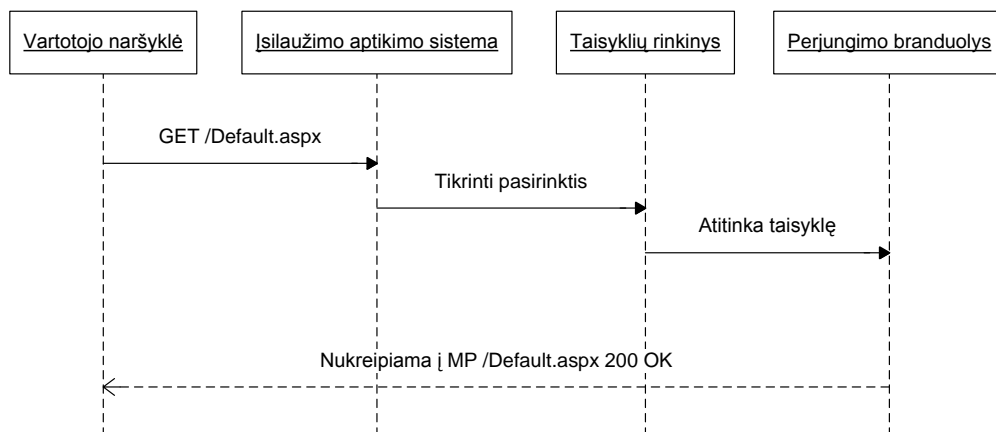 Vartotojo naršyklė
Įsilaužimo aptikimo sistema
Taisyklių rinkinys
Perjungimo branduolys
GET /Default.aspx
Tikrinti pasirinktis
Atitinka taisyklę
Nukreipiama į MP /Default.aspx 200 OK